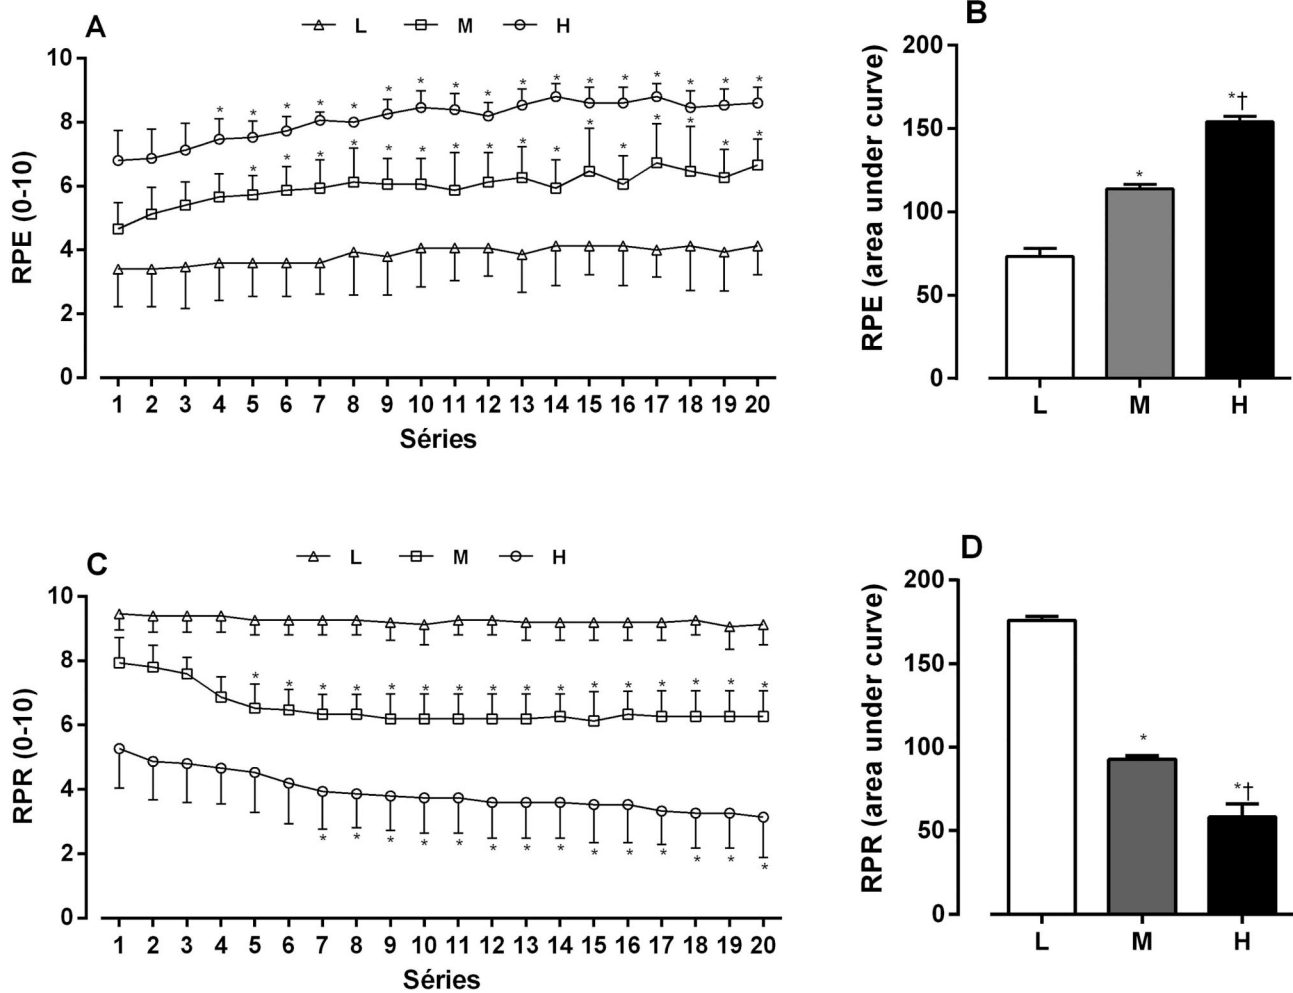 A
L M H
RPE (0-10)
10
8
6
4
2
0
* * * * * * * * * * * * * * * * *
* * * * * * * * * * * * * * * *
1 2 3 4 5 6 7 8 9 10 11 12 13 14 15 16 17 18 19 20
Séries
B
RPE (area under curve)
200
150
100
50
0
*
*†
L M H
C
L M H
RPR (0-10)
10
8
6
4
2
0
* * * * * * * * * * * * * * * *
* * * * * * * * * * * * * *
1 2 3 4 5 6 7 8 9 10 11 12 13 14 15 16 17 18 19 20
Séries
D
RPR (area under curve)
200
150
100
50
0
*
*†
L M H